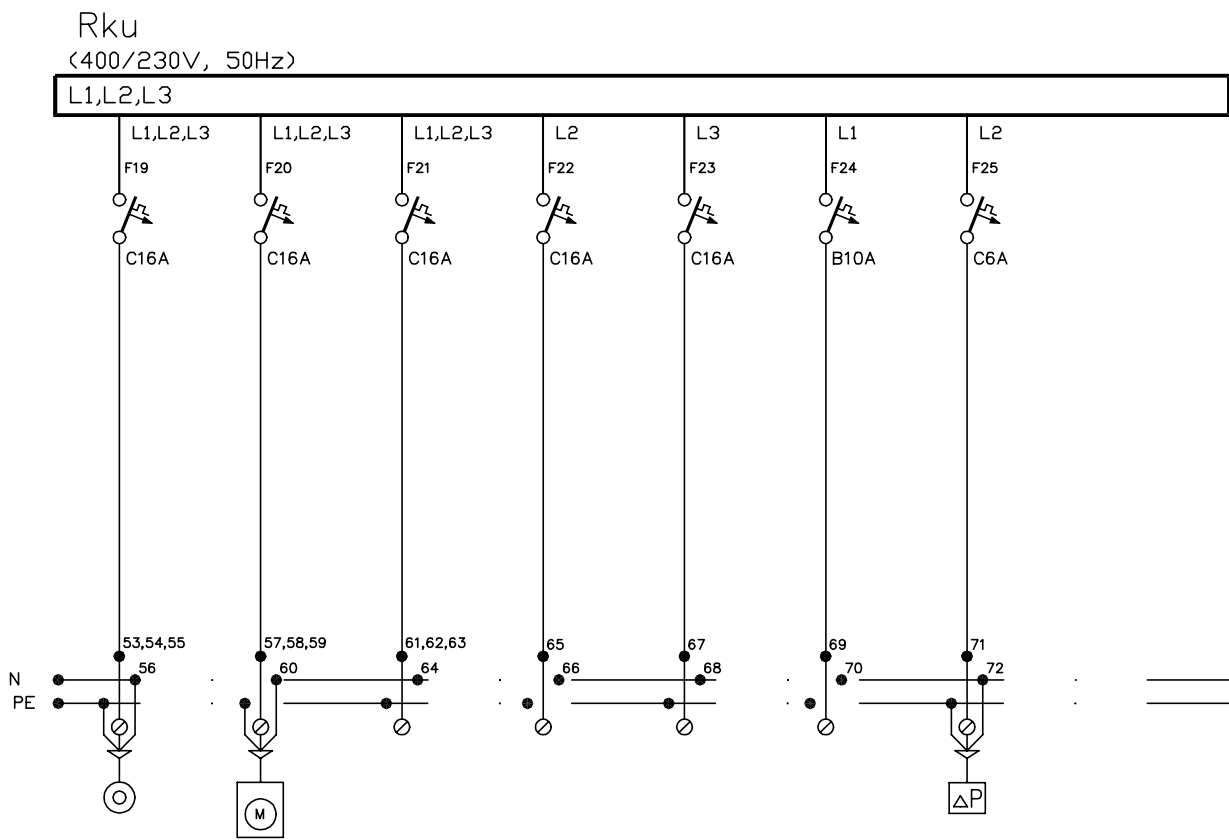 Rku
(400/230V, 50Hz)
L1,L2,L3
L1,L2,L3 L1,L2,L3 L1,L2,L3 L2 L3 L1 L2
F19 F20 F21 F22 F23 F24 F25
C16A C16A C16A C16A C16A B10A C6A
53,54,55 57,58,59 61,62,63 65 67 69 71
N 56 60 64 66 68 70 72
PE
M ΔP